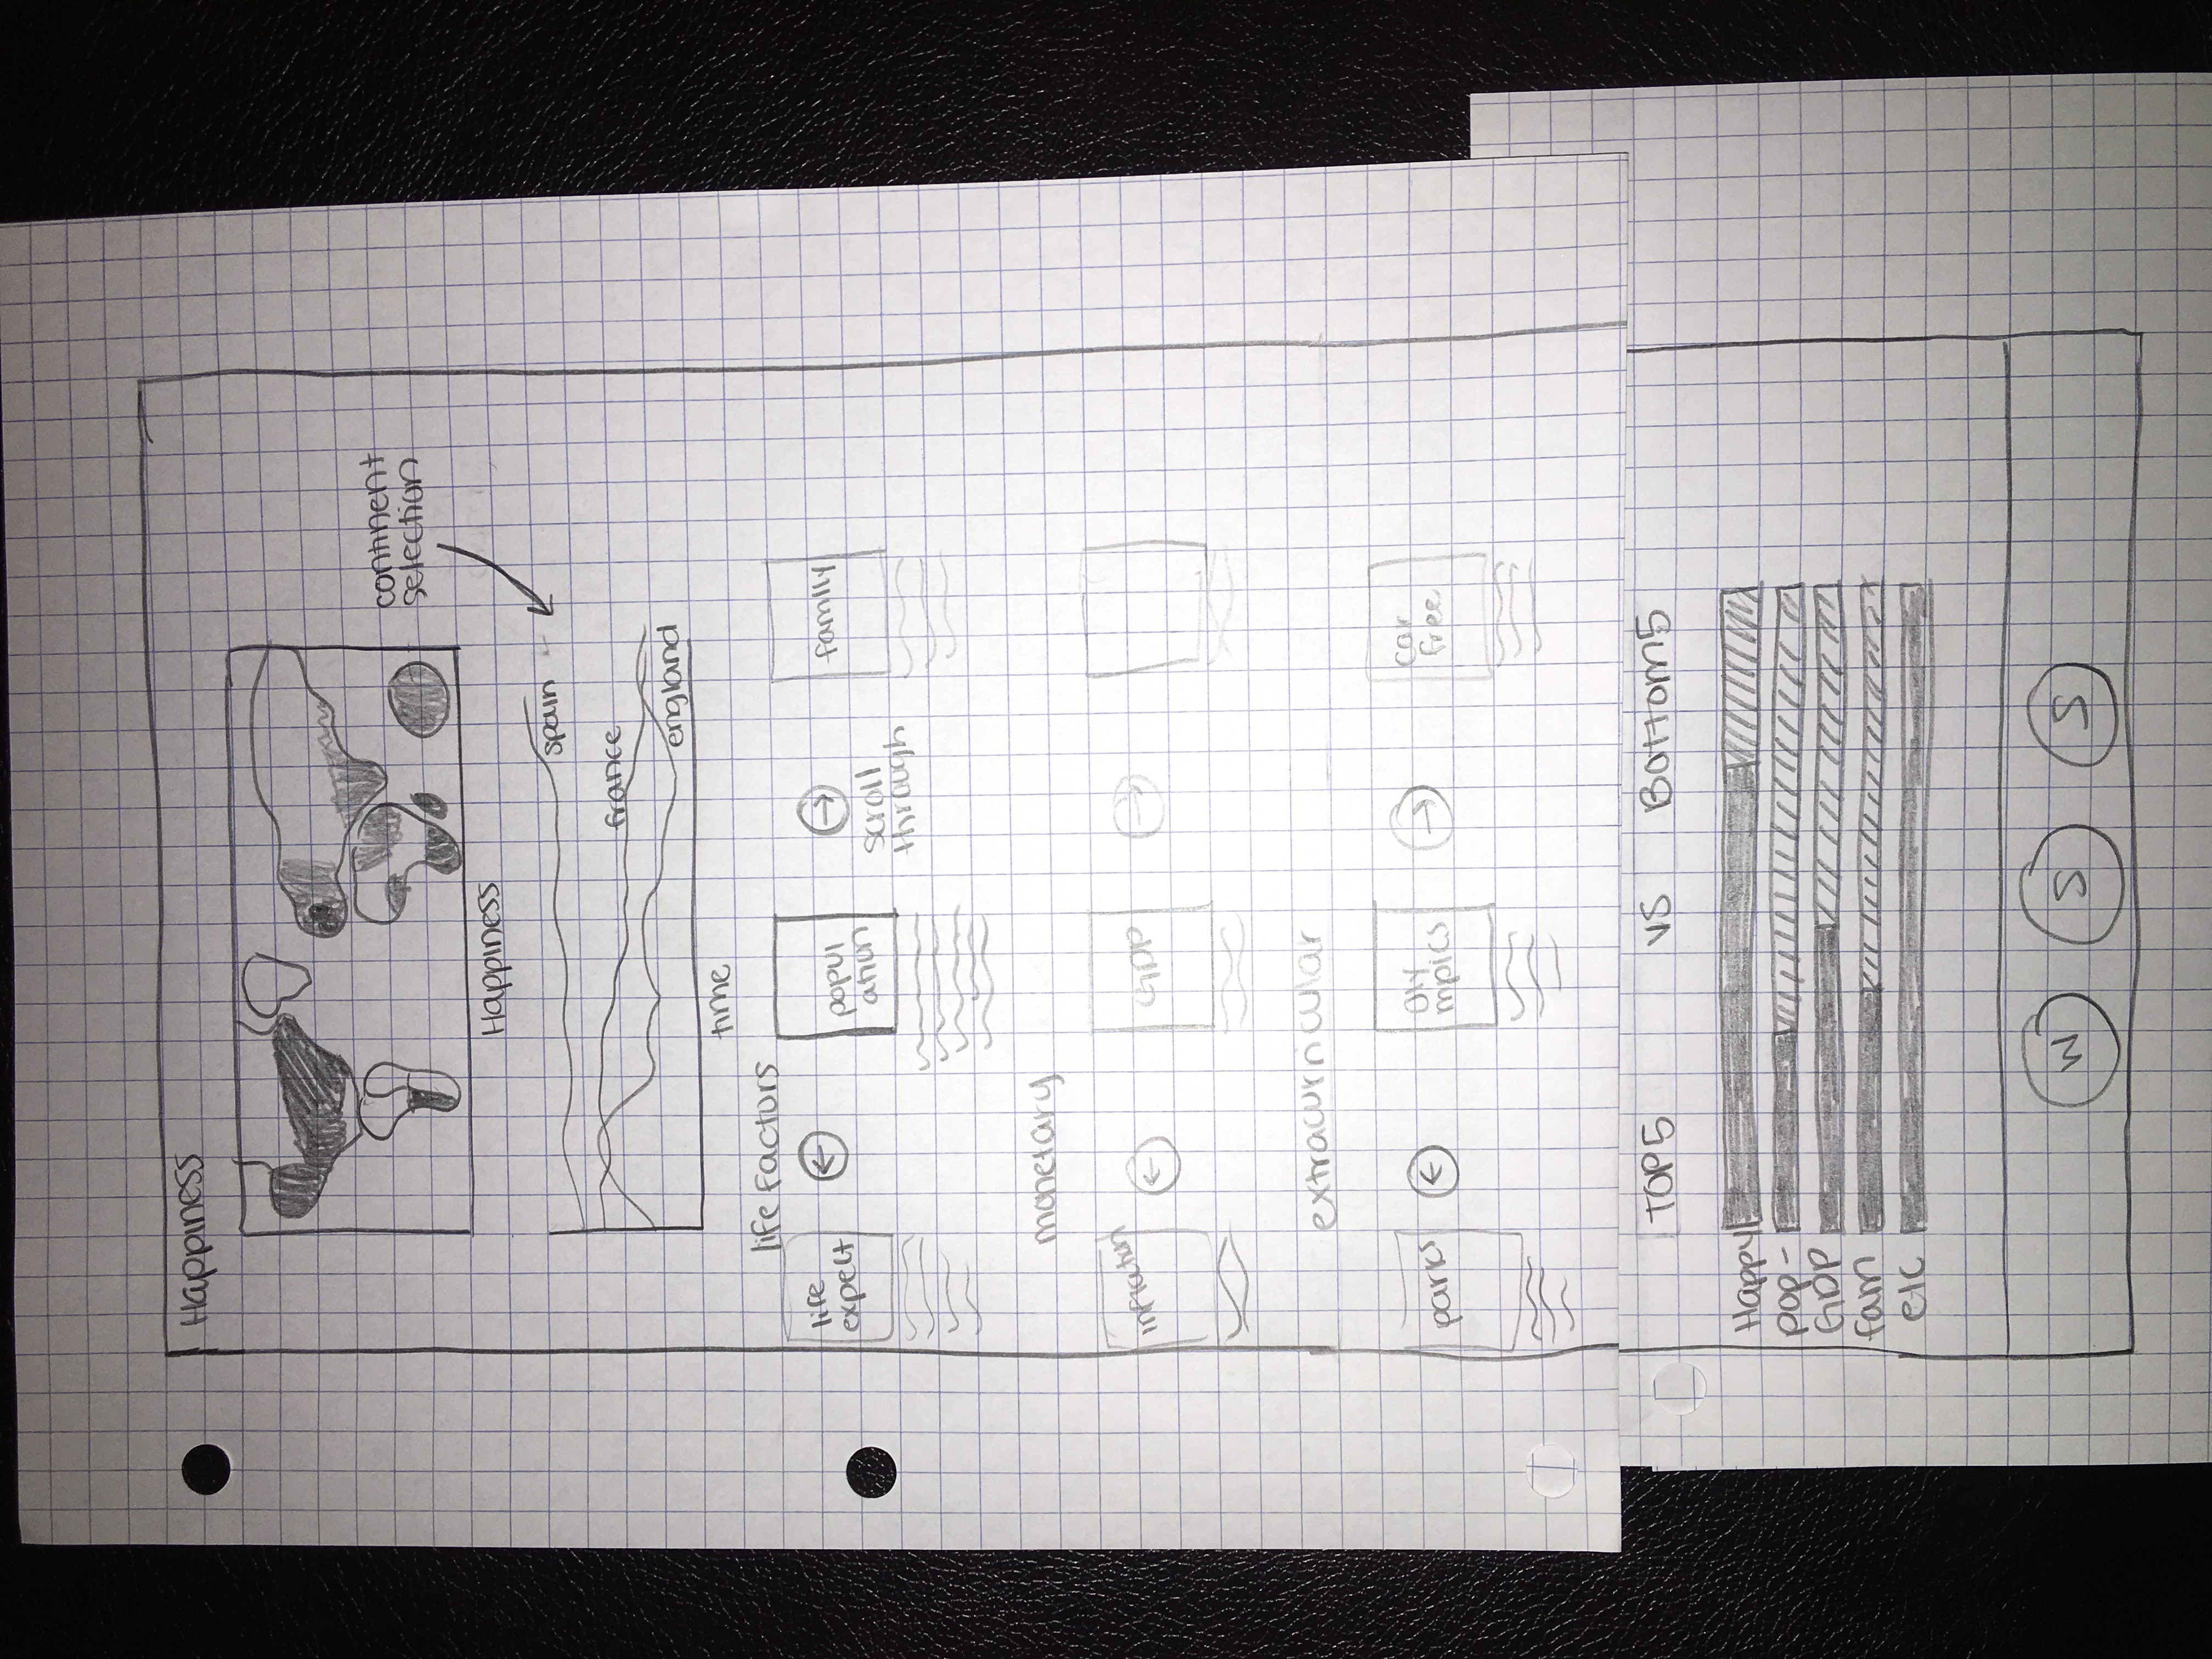 Happiness
continent
selection
Happiness
spain
france
england
time
life factors
life
expect
popul
ation
family
scroll
through
monetary
inflation
GDP
extracurricular
parks
oly
mpics
car
free
TOP5 VS Bottom5
Happy
pop-
GDP
fam
etc
W S S